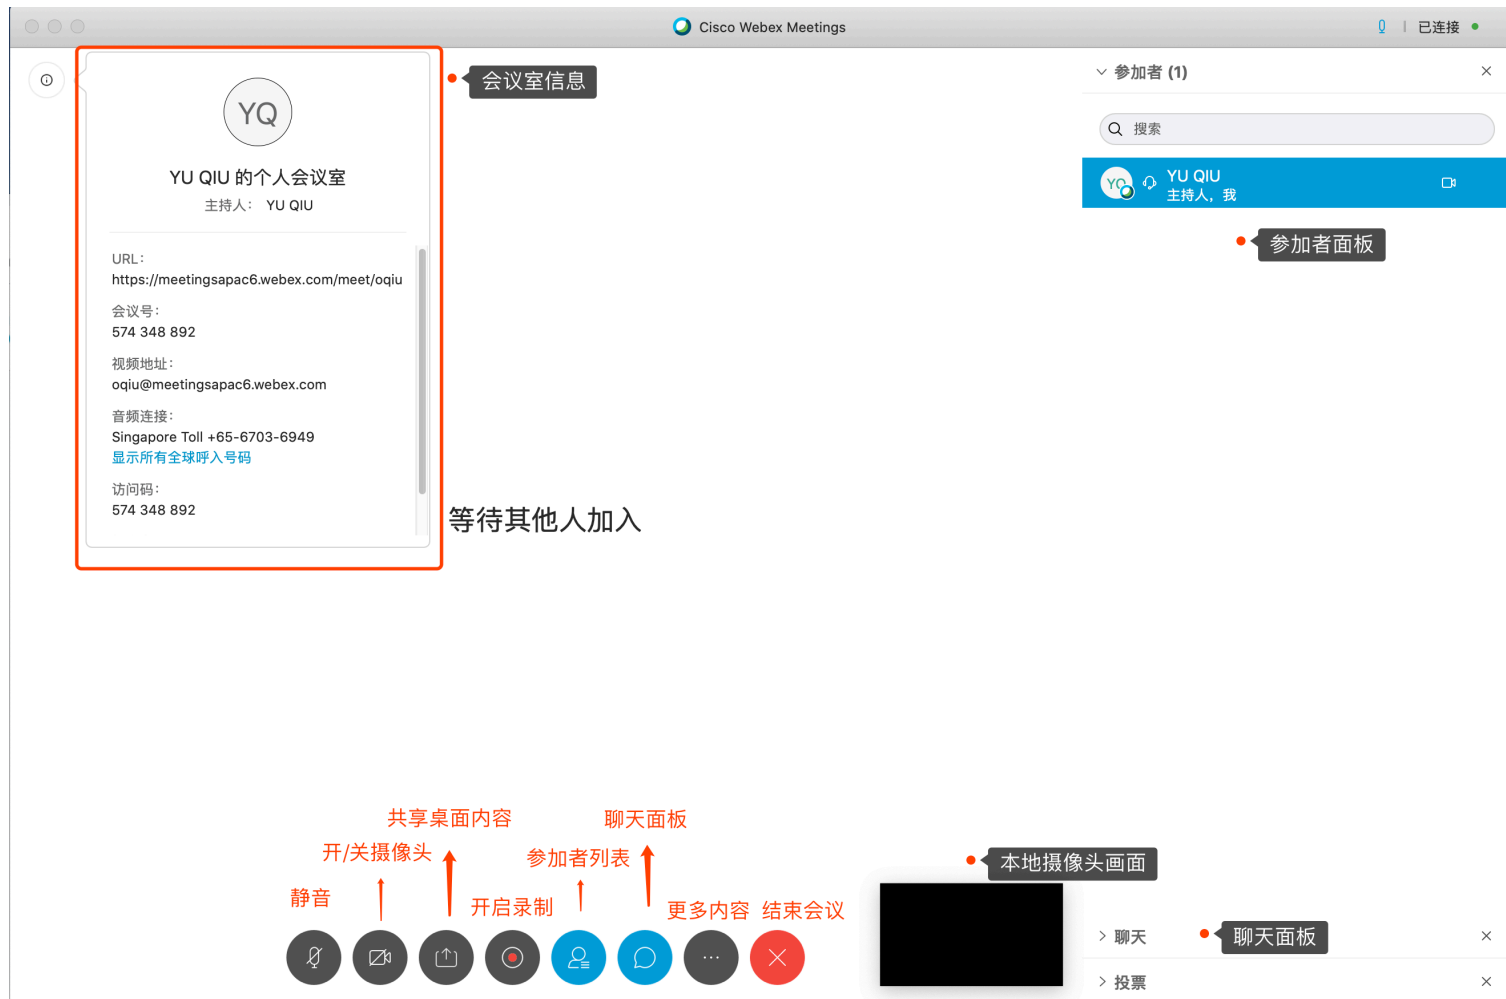 Cisco Webex Meetings
已连接
会议室信息
YQ
YU QIU 的个人会议室
主持人： YU QIU
URL：
https://meetingsapac6.webex.com/meet/oqiu
会议号：
574 348 892
视频地址：
oqiu@meetingsapac6.webex.com
音频连接：
Singapore Toll +65-6703-6949
显示所有全球呼入号码
访问码：
574 348 892
等待其他人加入
参加者 (1)
搜索
YQ
YU QIU
主持人，我
参加者面板
共享桌面内容
聊天面板
开/关摄像头
参加者列表
静音
开启录制
更多内容
结束会议
本地摄像头画面
聊天
聊天面板
投票